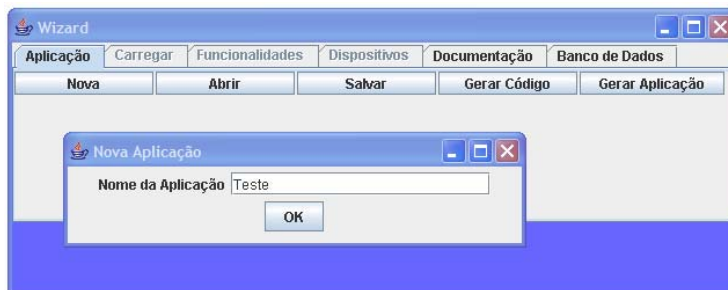 Wizard
Aplicação Carregar Funcionalidades Dispositivos Documentação Banco de Dados
Nova Abrir Salvar Gerar Código Gerar Aplicação
Nova Aplicação
Nome da Aplicação Teste
OK